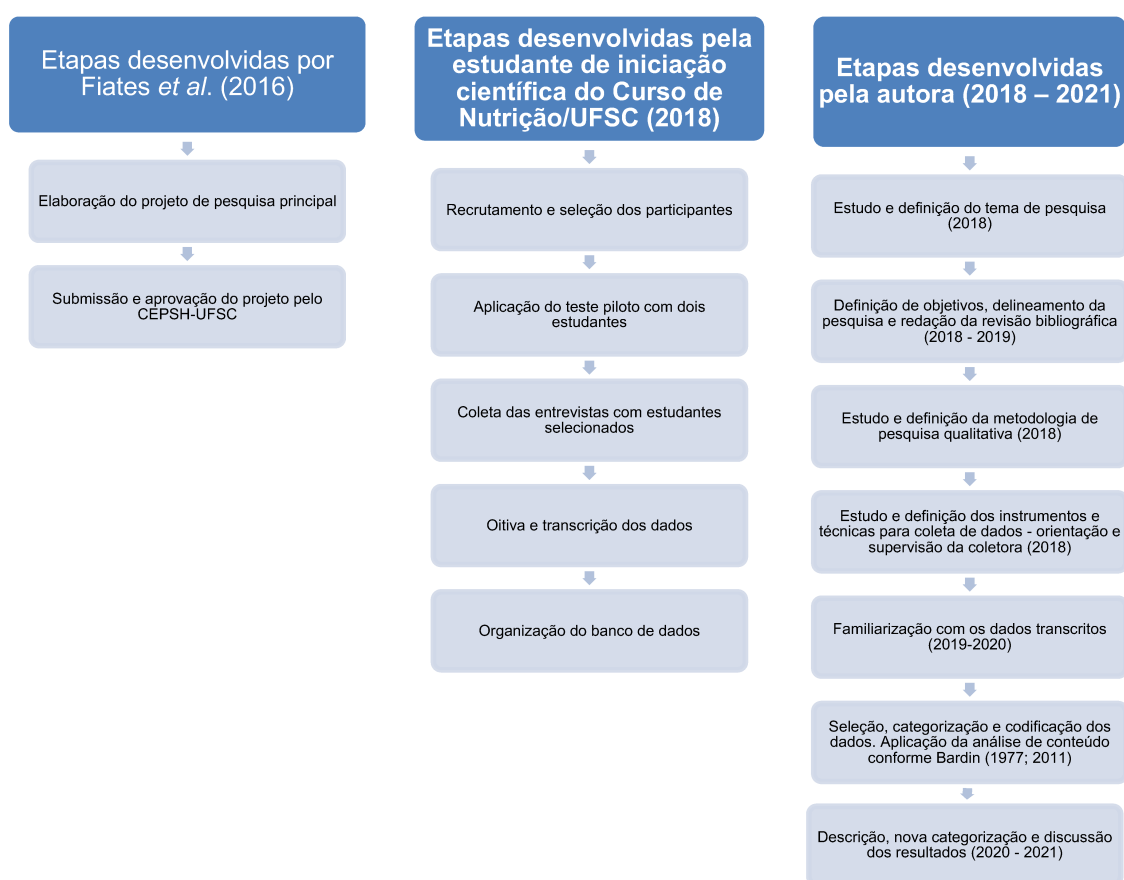 Etapas desenvolvidas por
Fiates et al. (2016)
Elaboração do projeto de pesquisa principal
Submissão e aprovação do projeto pelo
CEPSH-UFSC
Etapas desenvolvidas pela
estudante de iniciação
científica do Curso de
Nutrição/UFSC (2018)
Recrutamento e seleção dos participantes
Aplicação do teste piloto com dois
estudantes
Coleta das entrevistas com estudantes
selecionados
Oitiva e transcrição dos dados
Organização do banco de dados
Etapas desenvolvidas
pela autora (2018 – 2021)
Estudo e definição do tema de pesquisa
(2018)
Definição de objetivos, delineamento da
pesquisa e redação da revisão bibliográfica
(2018 - 2019)
Estudo e definição da metodologia de
pesquisa qualitativa (2018)
Estudo e definição dos instrumentos e
técnicas para coleta de dados - orientação e
supervisão da coletora (2018)
Familiarização com os dados transcritos
(2019-2020)
Seleção, categorização e codificação dos
dados. Aplicação da análise de conteúdo
conforme Bardin (1977; 2011)
Descrição, nova categorização e discussão
dos resultados (2020 - 2021)